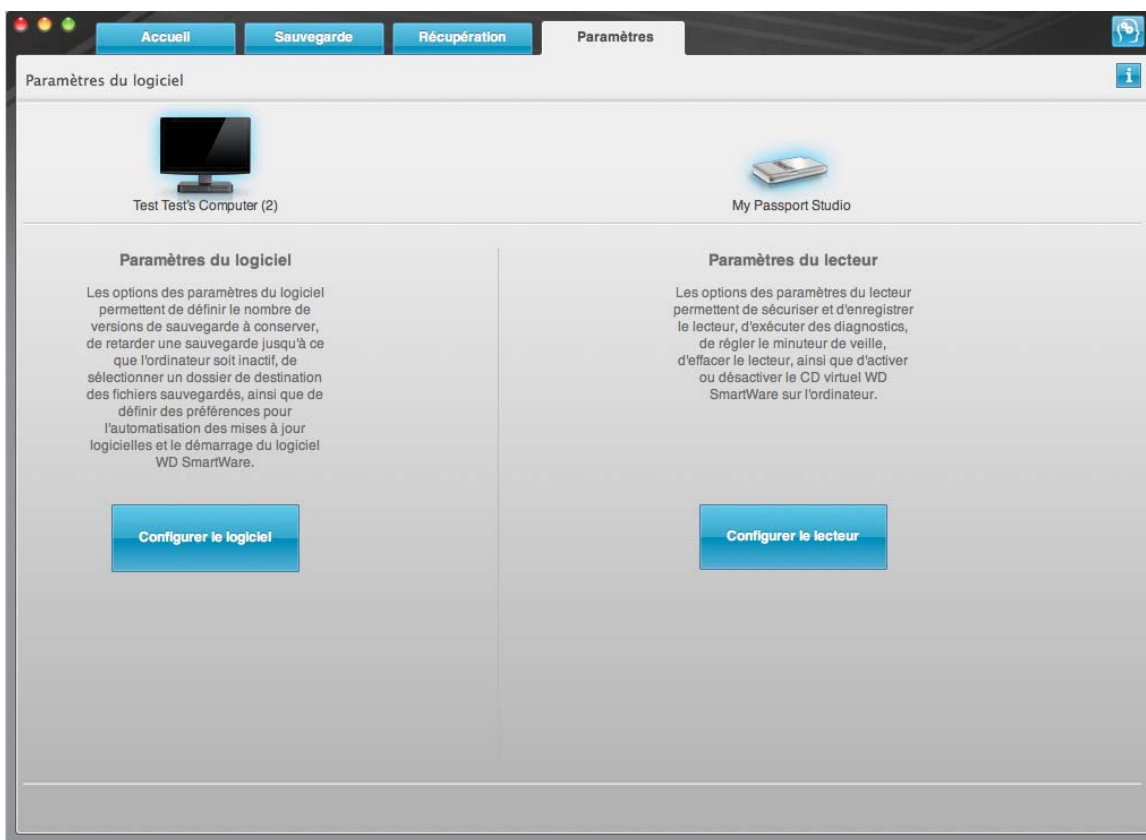 Accueil
Sauvegarde
Récupération
Paramètres
Paramètres du logiciel
i
Test Test's Computer (2)
My Passport Studio
Paramètres du logiciel
Les options des paramètres du logiciel
permettent de définir le nombre de
versions de sauvegarde à conserver,
de retarder une sauvegarde jusqu'à ce
que l'ordinateur soit inactif, de
sélectionner un dossier de destination
des fichiers sauvegardés, ainsi que de
définir des préférences pour
l'automatisation des mises à jour
logicielles et le démarrage du logiciel
WD SmartWare.
Configurer le logiciel
Paramètres du lecteur
Les options des paramètres du lecteur
permettent de sécuriser et d'enregistrer
le lecteur, d'exécuter des diagnostics,
de régler le minuteur de veille,
d'effacer le lecteur, ainsi que d'activer
ou désactiver le CD virtuel WD
SmartWare sur l'ordinateur.
Configurer le lecteur